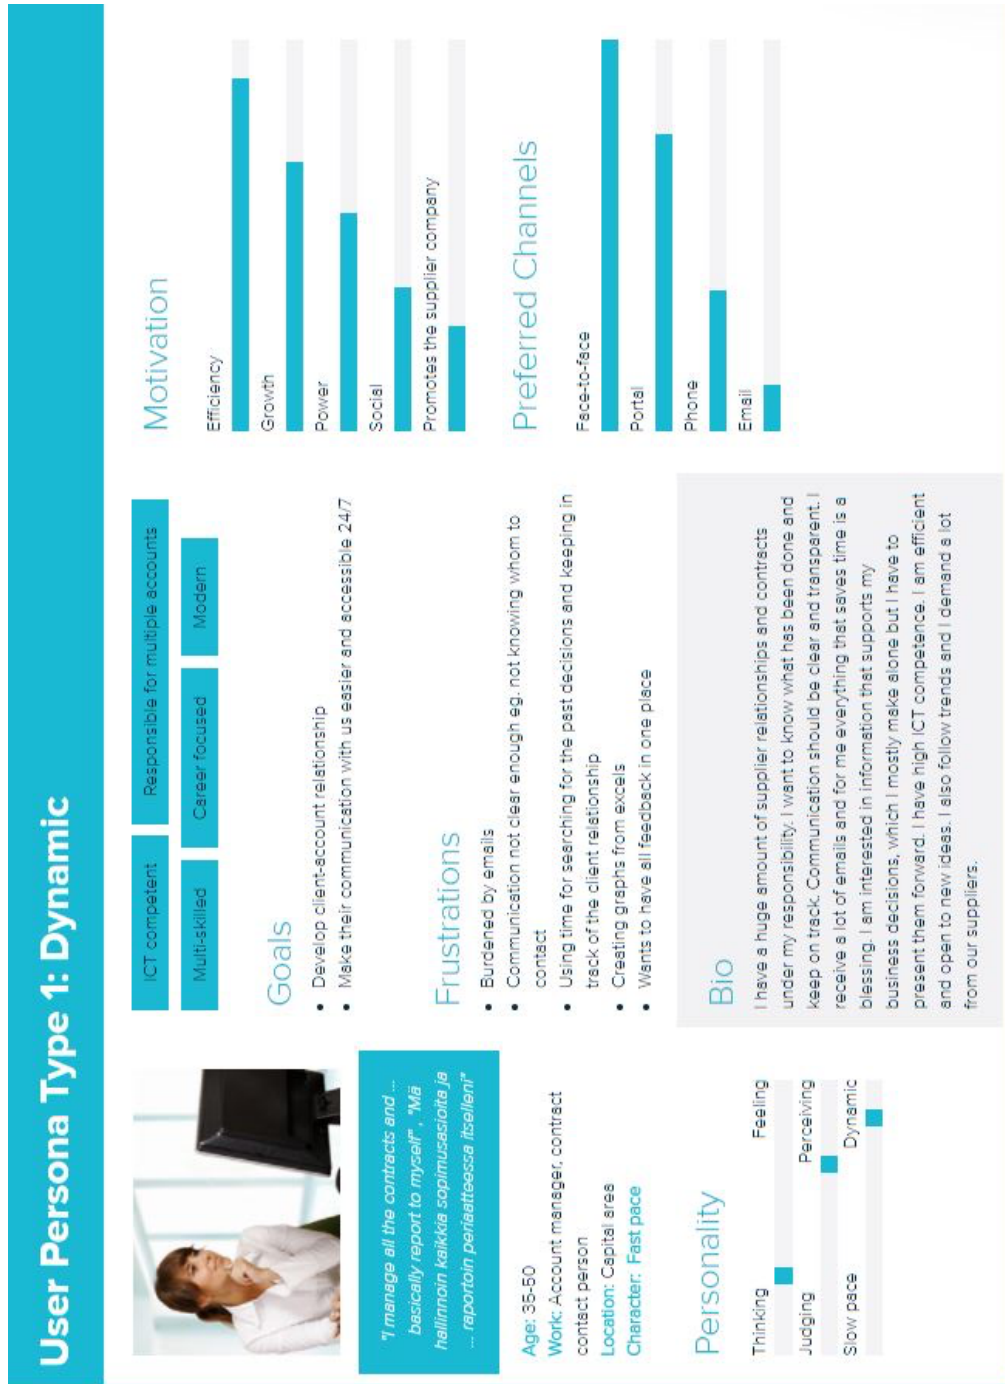 User Persona Type 1: Dynamic
"I manage all the contracts and ...
basically report to myself", "Mä
hallinnoin kaikkia sopimusasioita ja
... raportoin periaatteessa itselleni"
Age: 35-50
Work: Account manager, contract
contact person
Location: Capital area
Character: Fast pace
Personality
Thinking Feeling
Judging Perceiving
Slow pace Dynamic
ICT competent Responsible for multiple accounts
Multi-skilled Career focused Modern
Goals
• Develop client-account relationship
• Make their communication with us easier and accessible 24/7
Frustrations
• Burdened by emails
• Communication not clear enough eg. not knowing whom to
contact
• Using time for searching for the past decisions and keeping in
track of the client relationship
• Creating graphs from excels
• Wants to have all feedback in one place
Bio
I have a huge amount of supplier relationships and contracts
under my responsibility. I want to know what has been done and
keep on track. Communication should be clear and transparent. I
receive a lot of emails and for me everything that saves time is a
blessing. I am interested in information that supports my
business decisions, which I mostly make alone but I have to
present them forward. I have high ICT competence. I am efficient
and open to new ideas. I also follow trends and I demand a lot
from our suppliers.
Motivation
Efficiency
Growth
Power
Social
Promotes the supplier company
Preferred Channels
Face-to-face
Portal
Phone
Email